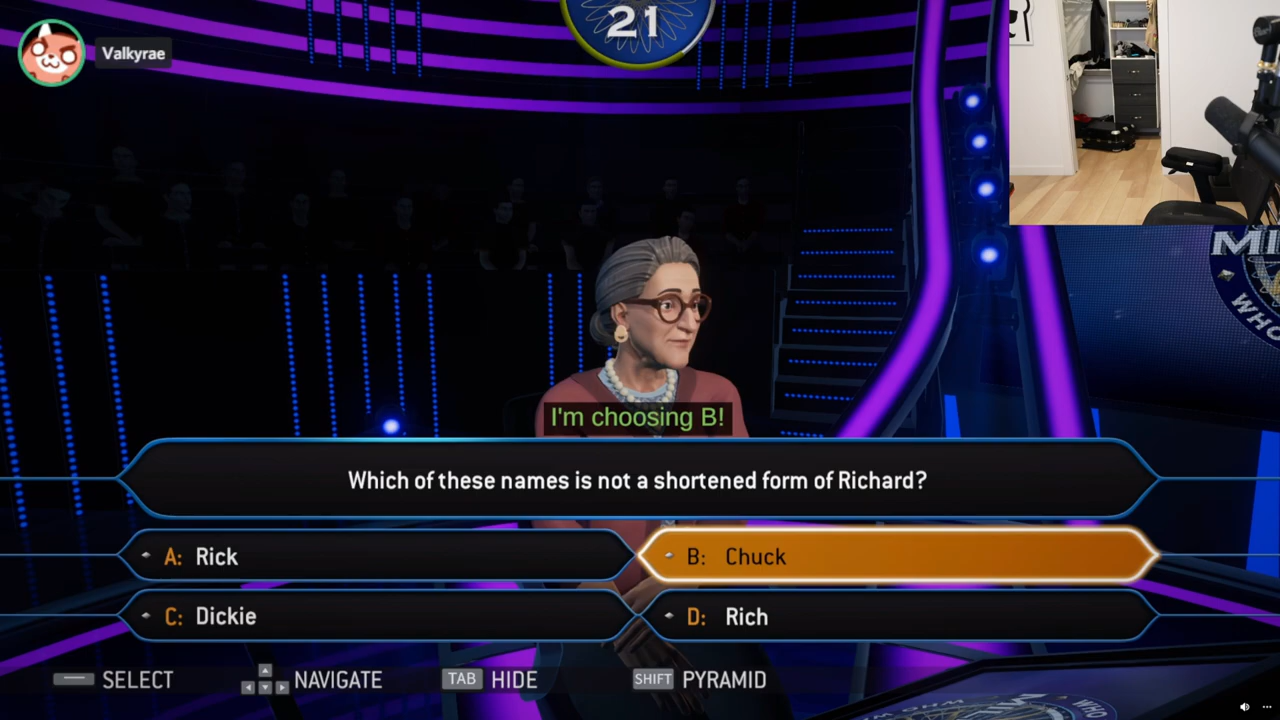 21
Valkyrae
I'm choosing B!
Which of these names is not a shortened form of Richard?
A: Rick
B: Chuck
C: Dickie
D: Rich
SELECT
NAVIGATE
TAB HIDE
SHIFT PYRAMID
WHO